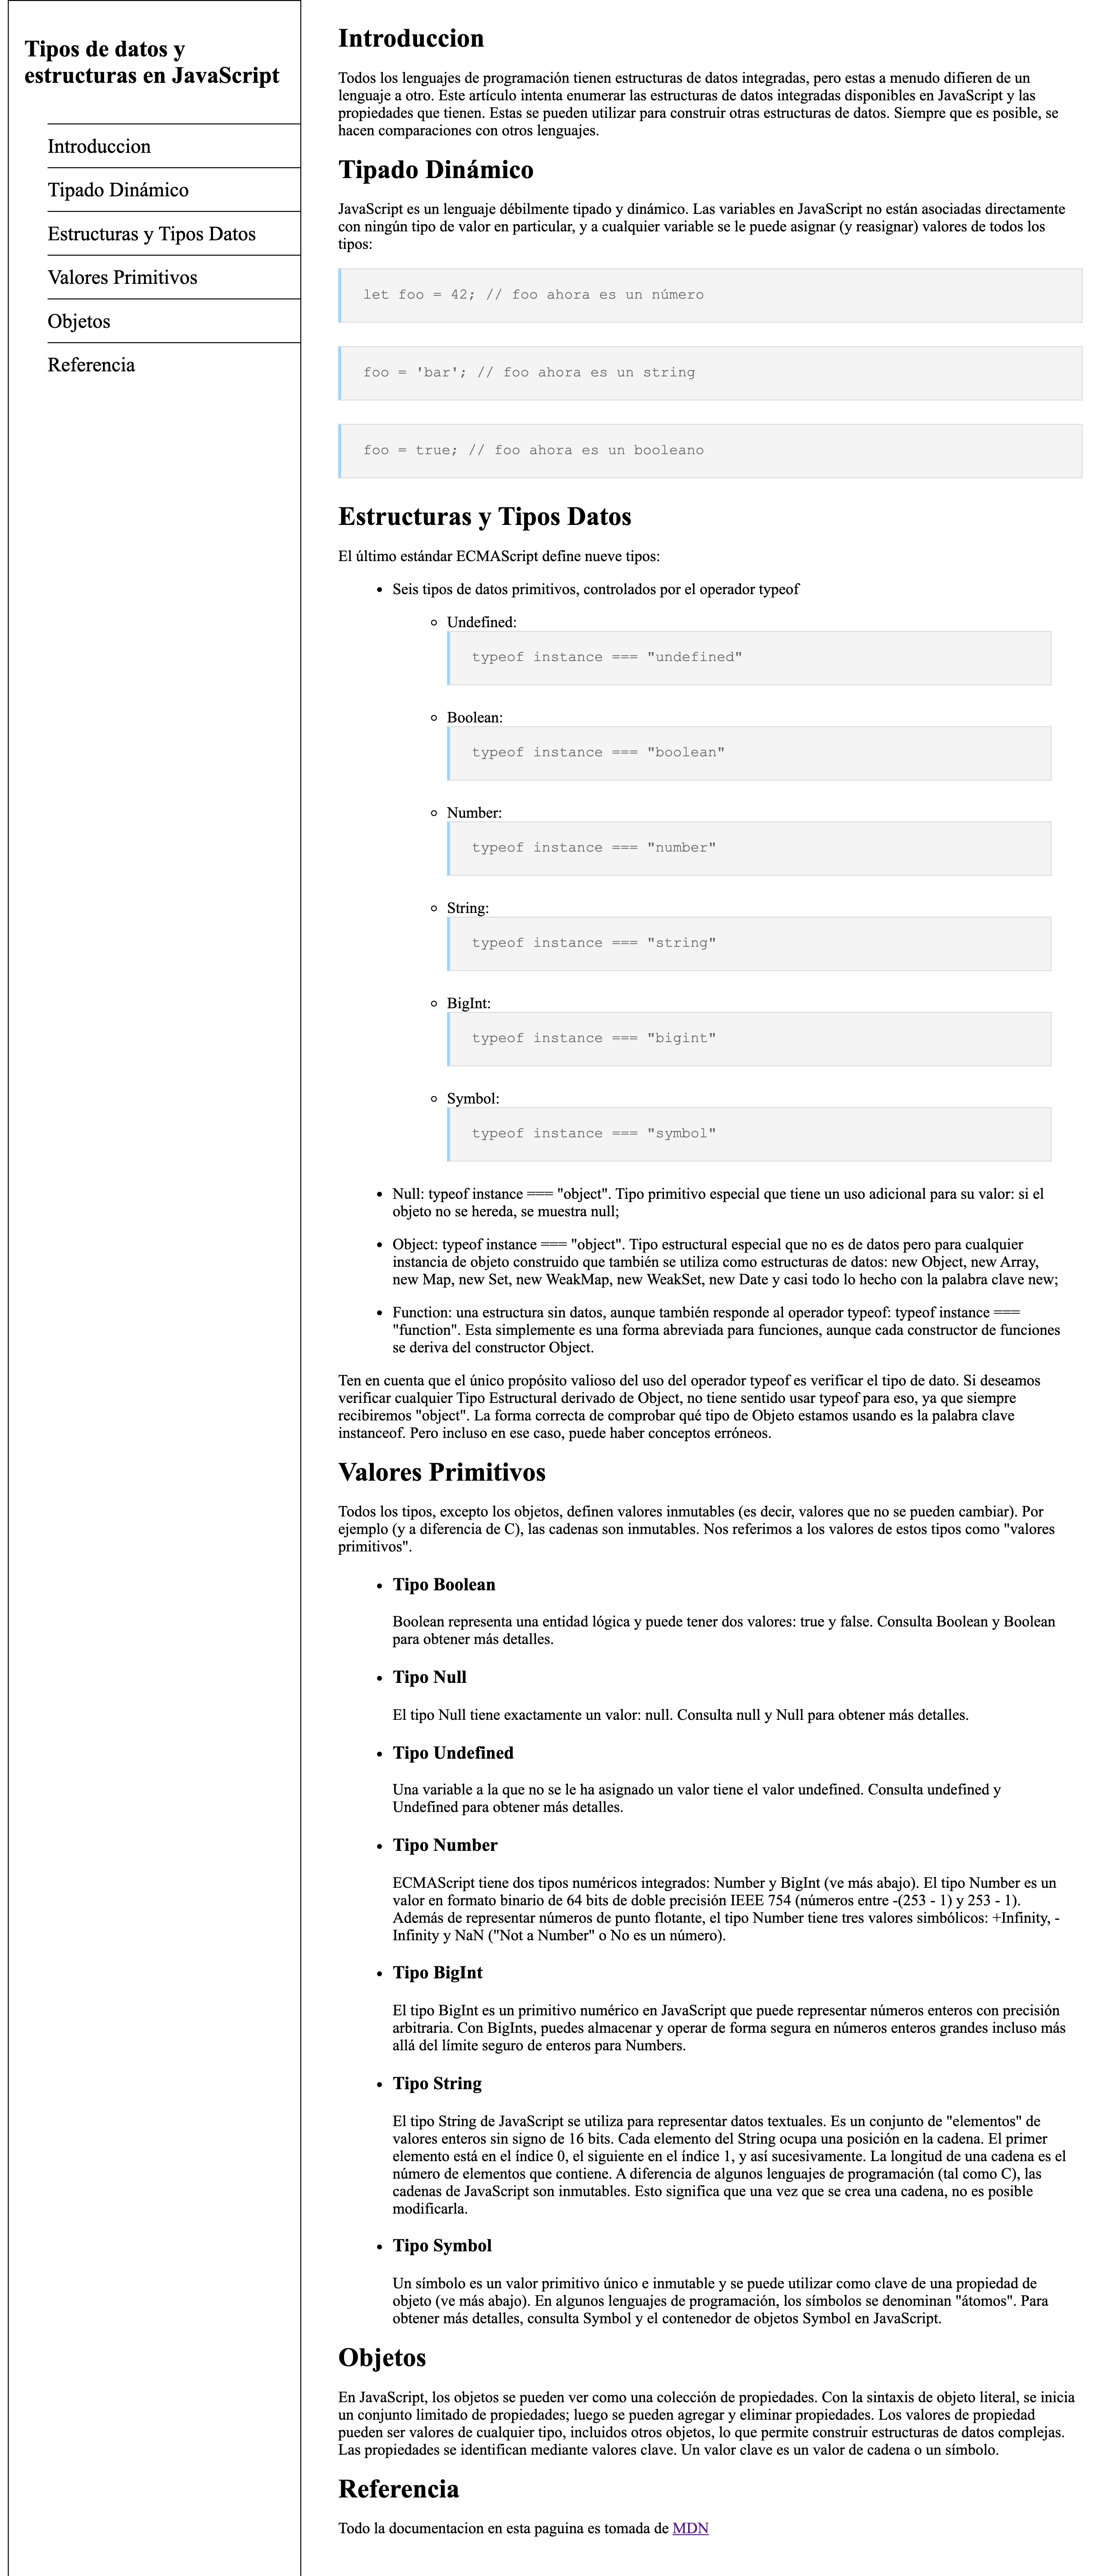 Tipos de datos y
estructuras en JavaScript
Introduccion
Tipado Dinámico
Estructuras y Tipos Datos
Valores Primitivos
Objetos
Referencia
Introduccion
Todos los lenguajes de programación tienen estructuras de datos integradas, pero estas a menudo difieren de un
lenguaje a otro. Este artículo intenta enumerar las estructuras de datos integradas disponibles en JavaScript y las
propiedades que tienen. Estas se pueden utilizar para construir otras estructuras de datos. Siempre que es posible, se
hacen comparaciones con otros lenguajes.
Tipado Dinámico
JavaScript es un lenguaje débilmente tipado y dinámico. Las variables en JavaScript no están asociadas directamente
con ningún tipo de valor en particular, y a cualquier variable se le puede asignar (y reasignar) valores de todos los
tipos:
let foo = 42; // foo ahora es un número
foo = 'bar'; // foo ahora es un string
foo = true; // foo ahora es un booleano
Estructuras y Tipos Datos
El último estándar ECMAScript define nueve tipos:
• Seis tipos de datos primitivos, controlados por el operador typeof
◦ Undefined:
typeof instance === "undefined"
◦ Boolean:
typeof instance === "boolean"
◦ Number:
typeof instance === "number"
◦ String:
typeof instance === "string"
◦ BigInt:
typeof instance === "bigint"
◦ Symbol:
typeof instance === "symbol"
• Null: typeof instance === "object". Tipo primitivo especial que tiene un uso adicional para su valor: si el
objeto no se hereda, se muestra null;
• Object: typeof instance === "object". Tipo estructural especial que no es de datos pero para cualquier
instancia de objeto construido que también se utiliza como estructuras de datos: new Object, new Array,
new Map, new Set, new WeakMap, new WeakSet, new Date y casi todo lo hecho con la palabra clave new;
• Function: una estructura sin datos, aunque también responde al operador typeof: typeof instance ===
"function". Esta simplemente es una forma abreviada para funciones, aunque cada constructor de funciones
se deriva del constructor Object.
Ten en cuenta que el único propósito valioso del uso del operador typeof es verificar el tipo de dato. Si deseamos
verificar cualquier Tipo Estructural derivado de Object, no tiene sentido usar typeof para eso, ya que siempre
recibiremos "object". La forma correcta de comprobar qué tipo de Objeto estamos usando es la palabra clave
instanceof. Pero incluso en ese caso, puede haber conceptos erróneos.
Valores Primitivos
Todos los tipos, excepto los objetos, definen valores inmutables (es decir, valores que no se pueden cambiar). Por
ejemplo (y a diferencia de C), las cadenas son inmutables. Nos referimos a los valores de estos tipos como "valores
primitivos".
• Tipo Boolean
Boolean representa una entidad lógica y puede tener dos valores: true y false. Consulta Boolean y Boolean
para obtener más detalles.
• Tipo Null
El tipo Null tiene exactamente un valor: null. Consulta null y Null para obtener más detalles.
• Tipo Undefined
Una variable a la que no se le ha asignado un valor tiene el valor undefined. Consulta undefined y
Undefined para obtener más detalles.
• Tipo Number
ECMAScript tiene dos tipos numéricos integrados: Number y BigInt (ve más abajo). El tipo Number es un
valor en formato binario de 64 bits de doble precisión IEEE 754 (números entre -(253 - 1) y 253 - 1).
Además de representar números de punto flotante, el tipo Number tiene tres valores simbólicos: +Infinity, -
Infinity y NaN ("Not a Number" o No es un número).
• Tipo BigInt
El tipo BigInt es un primitivo numérico en JavaScript que puede representar números enteros con precisión
arbitraria. Con BigInts, puedes almacenar y operar de forma segura en números enteros grandes incluso más
allá del límite seguro de enteros para Numbers.
• Tipo String
El tipo String de JavaScript se utiliza para representar datos textuales. Es un conjunto de "elementos" de
valores enteros sin signo de 16 bits. Cada elemento del String ocupa una posición en la cadena. El primer
elemento está en el índice 0, el siguiente en el índice 1, y así sucesivamente. La longitud de una cadena es el
número de elementos que contiene. A diferencia de algunos lenguajes de programación (tal como C), las
cadenas de JavaScript son inmutables. Esto significa que una vez que se crea una cadena, no es posible
modificarla.
• Tipo Symbol
Un símbolo es un valor primitivo único e inmutable y se puede utilizar como clave de una propiedad de
objeto (ve más abajo). En algunos lenguajes de programación, los símbolos se denominan "átomos". Para
obtener más detalles, consulta Symbol y el contenedor de objetos Symbol en JavaScript.
Objetos
En JavaScript, los objetos se pueden ver como una colección de propiedades. Con la sintaxis de objeto literal, se inicia
un conjunto limitado de propiedades; luego se pueden agregar y eliminar propiedades. Los valores de propiedad
pueden ser valores de cualquier tipo, incluidos otros objetos, lo que permite construir estructuras de datos complejas.
Las propiedades se identifican mediante valores clave. Un valor clave es un valor de cadena o un símbolo.
Referencia
Todo la documentacion en esta paguina es tomada de MDN